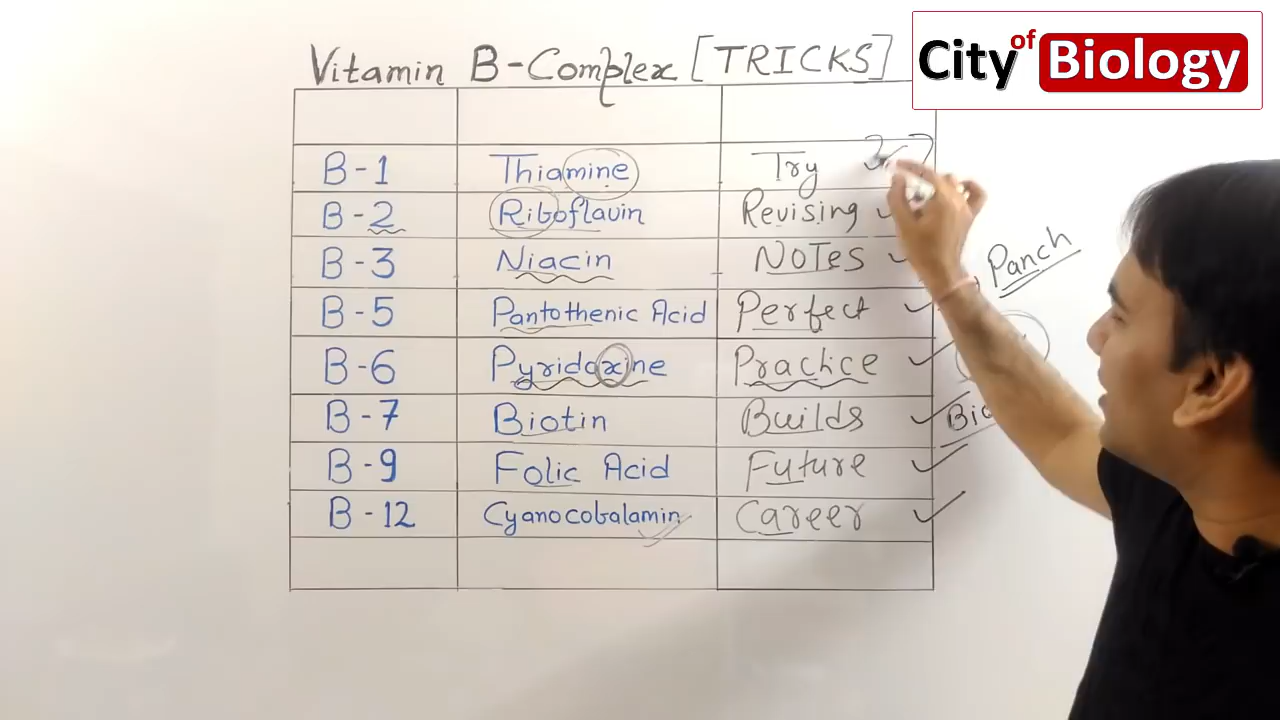 Vitamin B-Complex [TRICKS]
City of Biology
B-1 Thiamine Try
B-2 Riboflavin Revising
B-3 Niacin NOTES
B-5 Pantothenic Acid Perfect
B-6 Pyridoxine Practice
B-7 Biotin Builds
B-9 Folic Acid Future
B-12 Cyanocobalamin Career
Panch